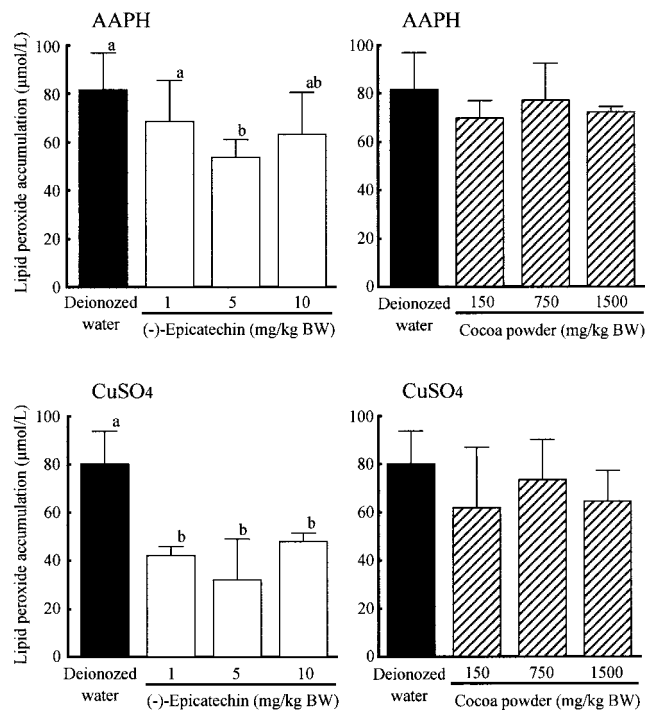 AAPH
Lipid peroxide accumulation (μmol/L)
100
80
60
40
20
0
a
a
b
ab
Deionozed
water
1 5 10
(-)-Epicatechin (mg/kg BW)
AAPH
100
80
60
40
20
0
Deionozed
water
150 750 1500
Cocoa powder (mg/kg BW)
CuSO4
Lipid peroxide accumulation (μmol/L)
100
80
60
40
20
0
a
b
b
b
Deionozed
water
1 5 10
(-)-Epicatechin (mg/kg BW)
CuSO4
100
80
60
40
20
0
Deionozed
water
150 750 1500
Cocoa powder (mg/kg BW)